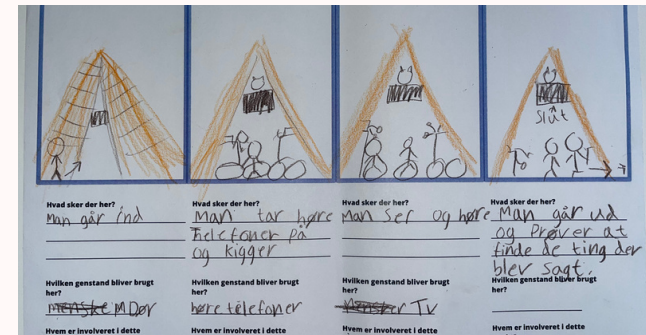 Slut
Hvad sker der her?
Man går ind
Hvilken genstand bliver brugt
her?
Dør
Hvem er involveret i dette
Hvad sker der her?
Man tar høre
telefoner på
og kigger
Hvilken genstand bliver brugt
her?
høre telefoner
Hvem er involveret i dette
Hvad sker der her?
Man ser og høre
Hvilken genstand bliver brugt
her?
Tv
Hvem er involveret i dette
Hvad sker der her?
Man går ud
og Prøver at
finde de ting der
blev sagt.
Hvilken genstand bliver brugt
her?
Hvem er involveret i dette